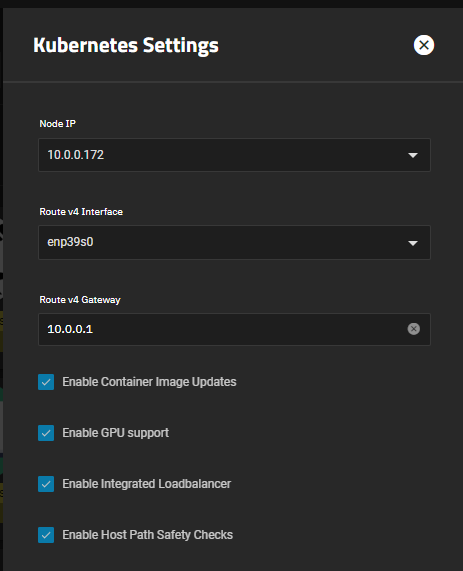 Kubernetes Settings
Node IP
10.0.0.172
Route v4 Interface
enp39s0
Route v4 Gateway
10.0.0.1
Enable Container Image Updates
Enable GPU support
Enable Integrated Loadbalancer
Enable Host Path Safety Checks